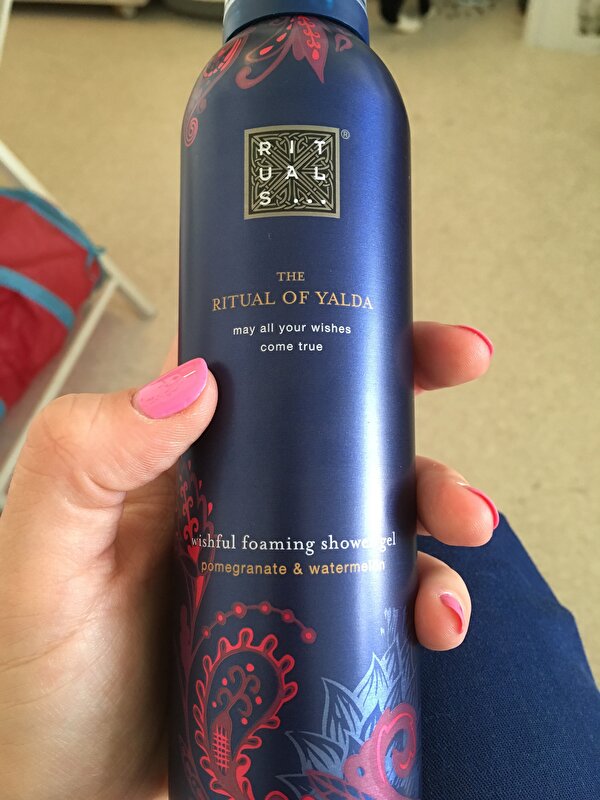 RIT
UAL
S...
®
THE
RITUAL OF YALDA
may all your wishes
come true
wishful foaming shower gel
pomegranate & watermelon